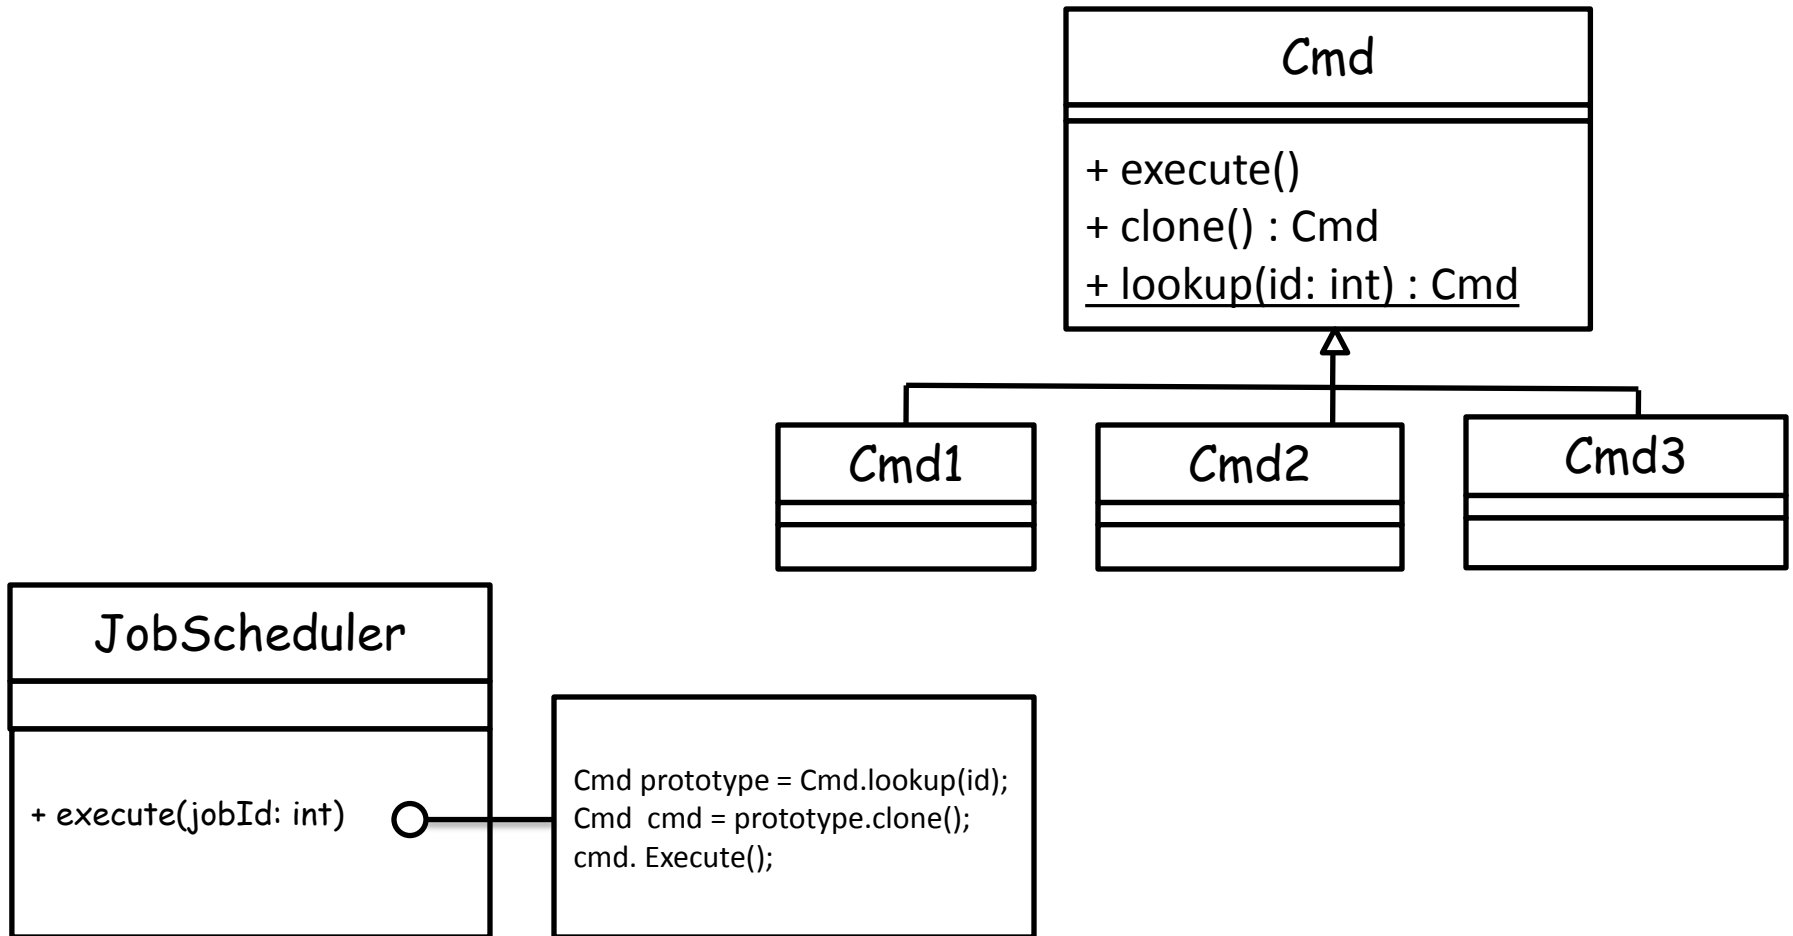 Cmd
+ execute()
+ clone() : Cmd
+ lookup(id: int) : Cmd
Cmd1
Cmd2
Cmd3
JobScheduler
+ execute(jobId: int)
Cmd prototype = Cmd.lookup(id);
Cmd cmd = prototype.clone();
cmd. Execute();